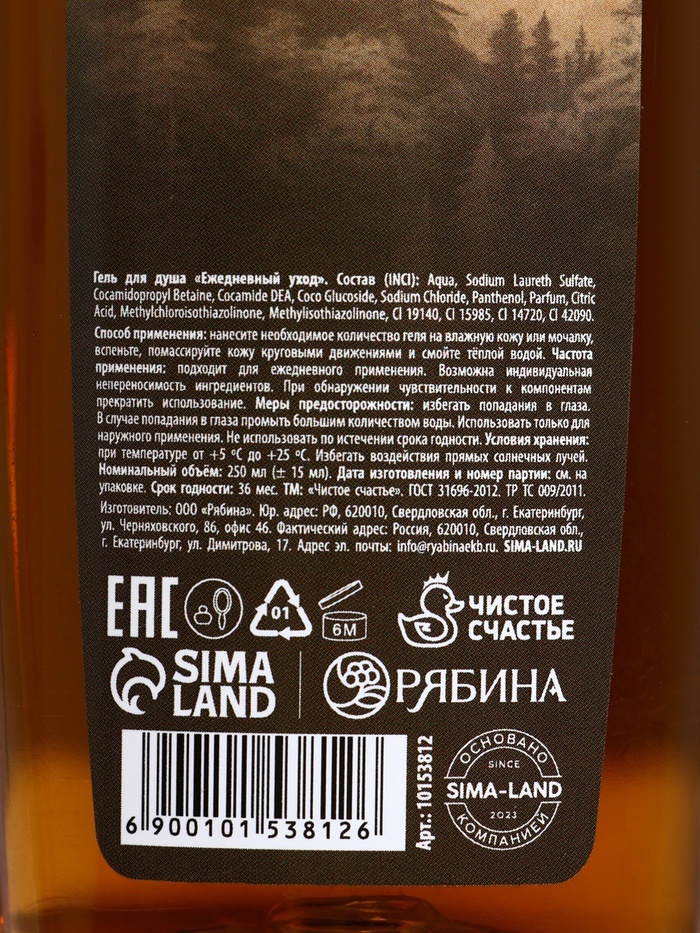 Гель для душа «Ежедневный уход». Состав (INCI): Aqua, Sodium Laureth Sulfate,
Cocamidopropyl Betaine, Cocamide DEA, Coco Glucoside, Sodium Chloride, Panthenol, Parfum, Citric
Acid, Methylchloroisothiazolinone, Methylisothiazolinone, CI 19140, CI 15985, CI 14720, CI 42090.
Способ применения: нанесите необходимое количество геля на влажную кожу или мочалку,
вспеньте, помассируйте кожу круговыми движениями и смойте тёплой водой. Частота
применения: подходит для ежедневного применения. Возможна индивидуальная
непереносимость ингредиентов. При обнаружении чувствительности к компонентам
прекратить использование. Меры предосторожности: избегать попадания в глаза.
В случае попадания в глаза промыть большим количеством воды. Использовать только для
наружного применения. Не использовать по истечении срока годности. Условия хранения:
при температуре от +5 ºC до +25 ºC. Избегать воздействия прямых солнечных лучей.
Номинальный объём: 250 мл (± 15 мл). Дата изготовления и номер партии: см. на
упаковке. Срок годности: 36 мес. ТМ: «Чистое счастье». ГОСТ 31696-2012. ТР ТС 009/2011.
Изготовитель: ООО «Рябина». Юр. адрес: РФ, 620010, Свердловская обл., г. Екатеринбург,
ул. Черняховского, 86, офис 46. Фактический адрес: Россия, 620010, Свердловская обл.,
г. Екатеринбург, ул. Димитрова, 17. Адрес эл. почты: info@ryabinaekb.ru. SIMA-LAND.RU
EAC
01
6M
ЧИСТОЕ
СЧАСТЬЕ
SIMA
LAND
РЯБИНА
6 900101 538126
Арт.: 10153812
ОСНОВАНО
SINCE
SIMA-LAND
2023
КОМПАНИЕЙ